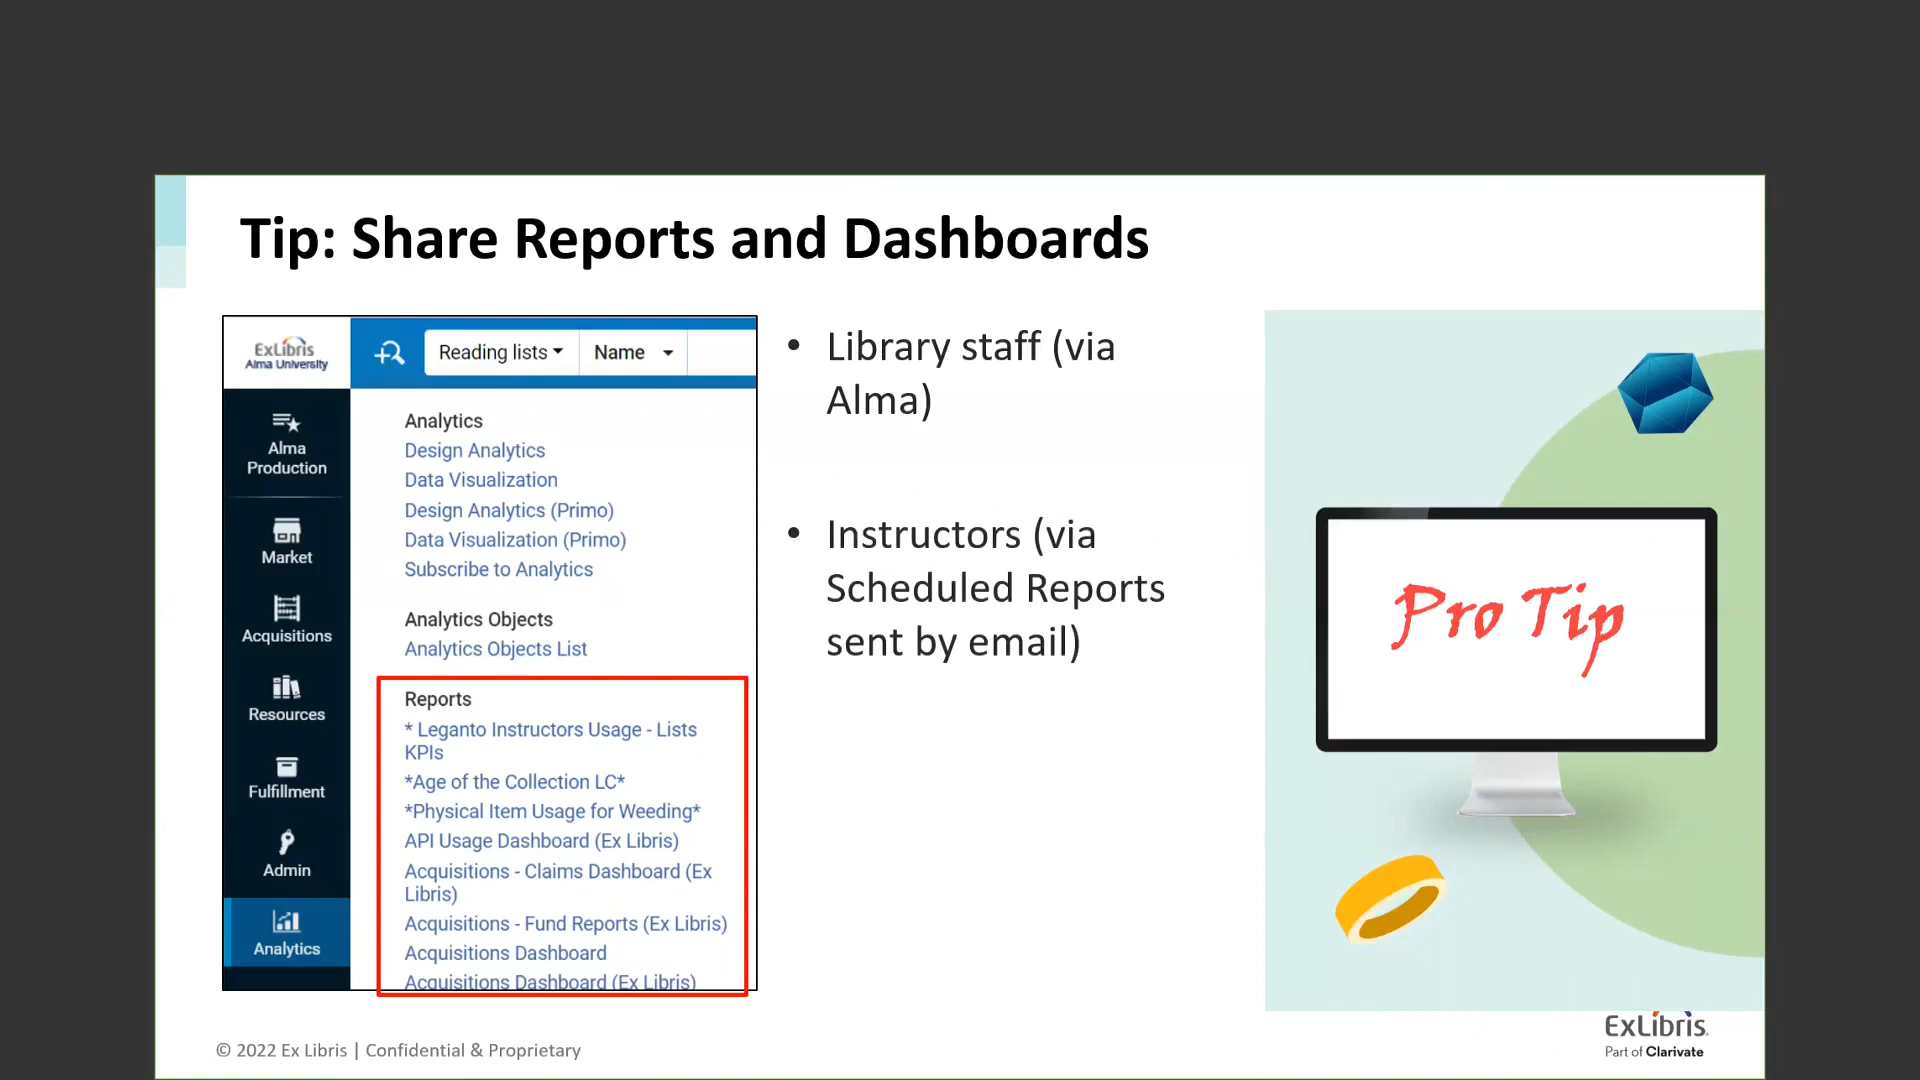 Tip: Share Reports and Dashboards
ExLibris
Alma University
Reading lists
Name
Alma
Production
Market
Acquisitions
Resources
Fulfillment
Admin
Analytics
Analytics
Design Analytics
Data Visualization
Design Analytics (Primo)
Data Visualization (Primo)
Subscribe to Analytics
Analytics Objects
Analytics Objects List
Reports
* Leganto Instructors Usage - Lists
KPIs
*Age of the Collection LC*
*Physical Item Usage for Weeding*
API Usage Dashboard (Ex Libris)
Acquisitions - Claims Dashboard (Ex
Libris)
Acquisitions - Fund Reports (Ex Libris)
Acquisitions Dashboard
Acquisitions Dashboard (Ex Libris)
• Library staff (via
Alma)
• Instructors (via
Scheduled Reports
sent by email)
Pro Tip
© 2022 Ex Libris | Confidential & Proprietary
ExLibris
Part of Clarivate